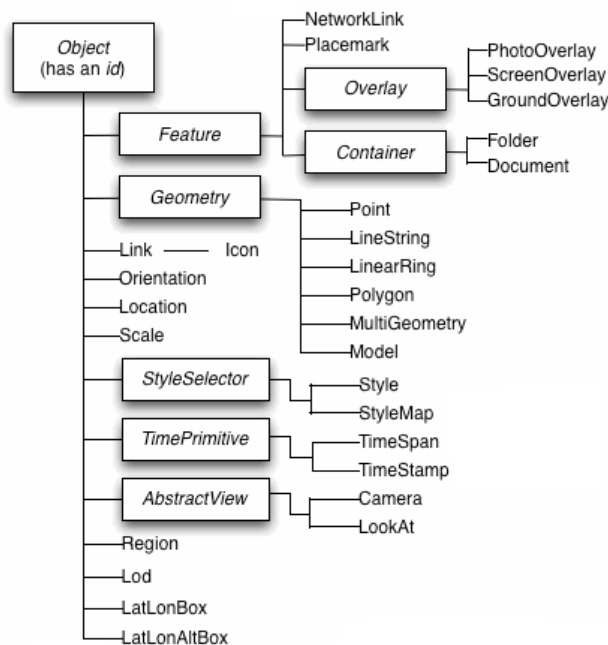 Object
(has an id)
NetworkLink
Placemark
Overlay
PhotoOverlay
ScreenOverlay
GroundOverlay
Feature
Container
Folder
Document
Geometry
Point
LineString
LinearRing
Polygon
MultiGeometry
Model
Link
Icon
Orientation
Location
Scale
StyleSelector
Style
StyleMap
TimePrimitive
TimeSpan
TimeStamp
AbstractView
Camera
LookAt
Region
Lod
LatLonBox
LatLonAltBox